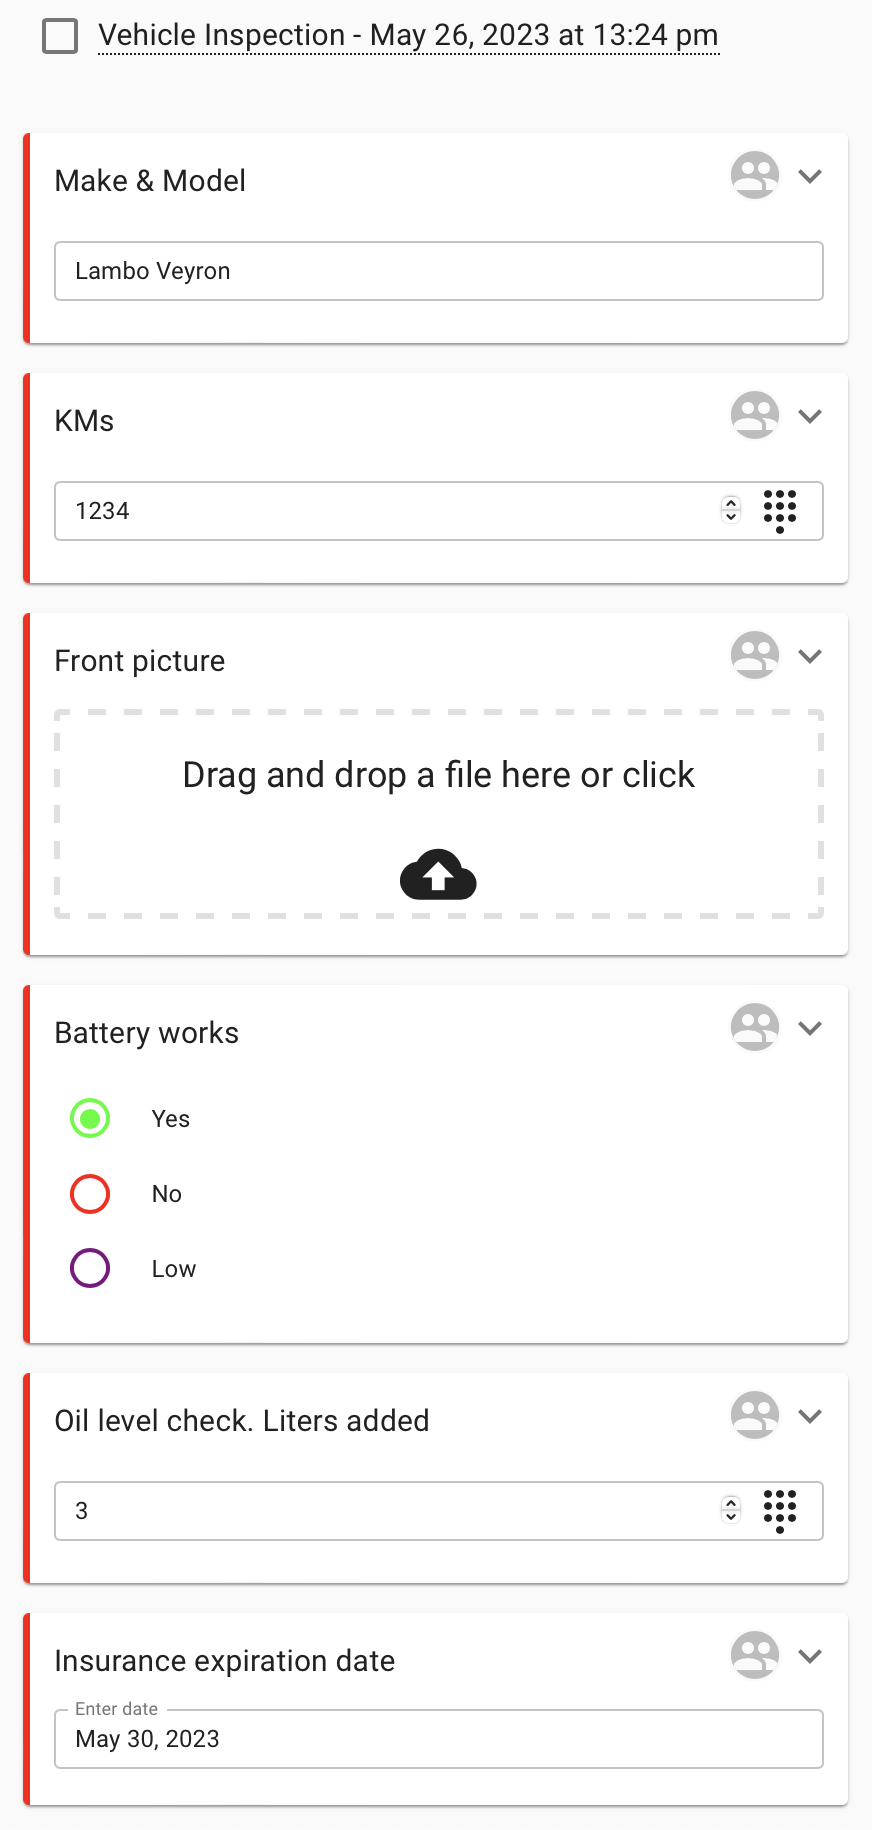 Vehicle Inspection - May 26, 2023 at 13:24 pm
Make & Model
Lambo Veyron
KMs
1234
Front picture
Drag and drop a file here or click
Battery works
Yes
No
Low
Oil level check. Liters added
3
Insurance expiration date
Enter date
May 30, 2023